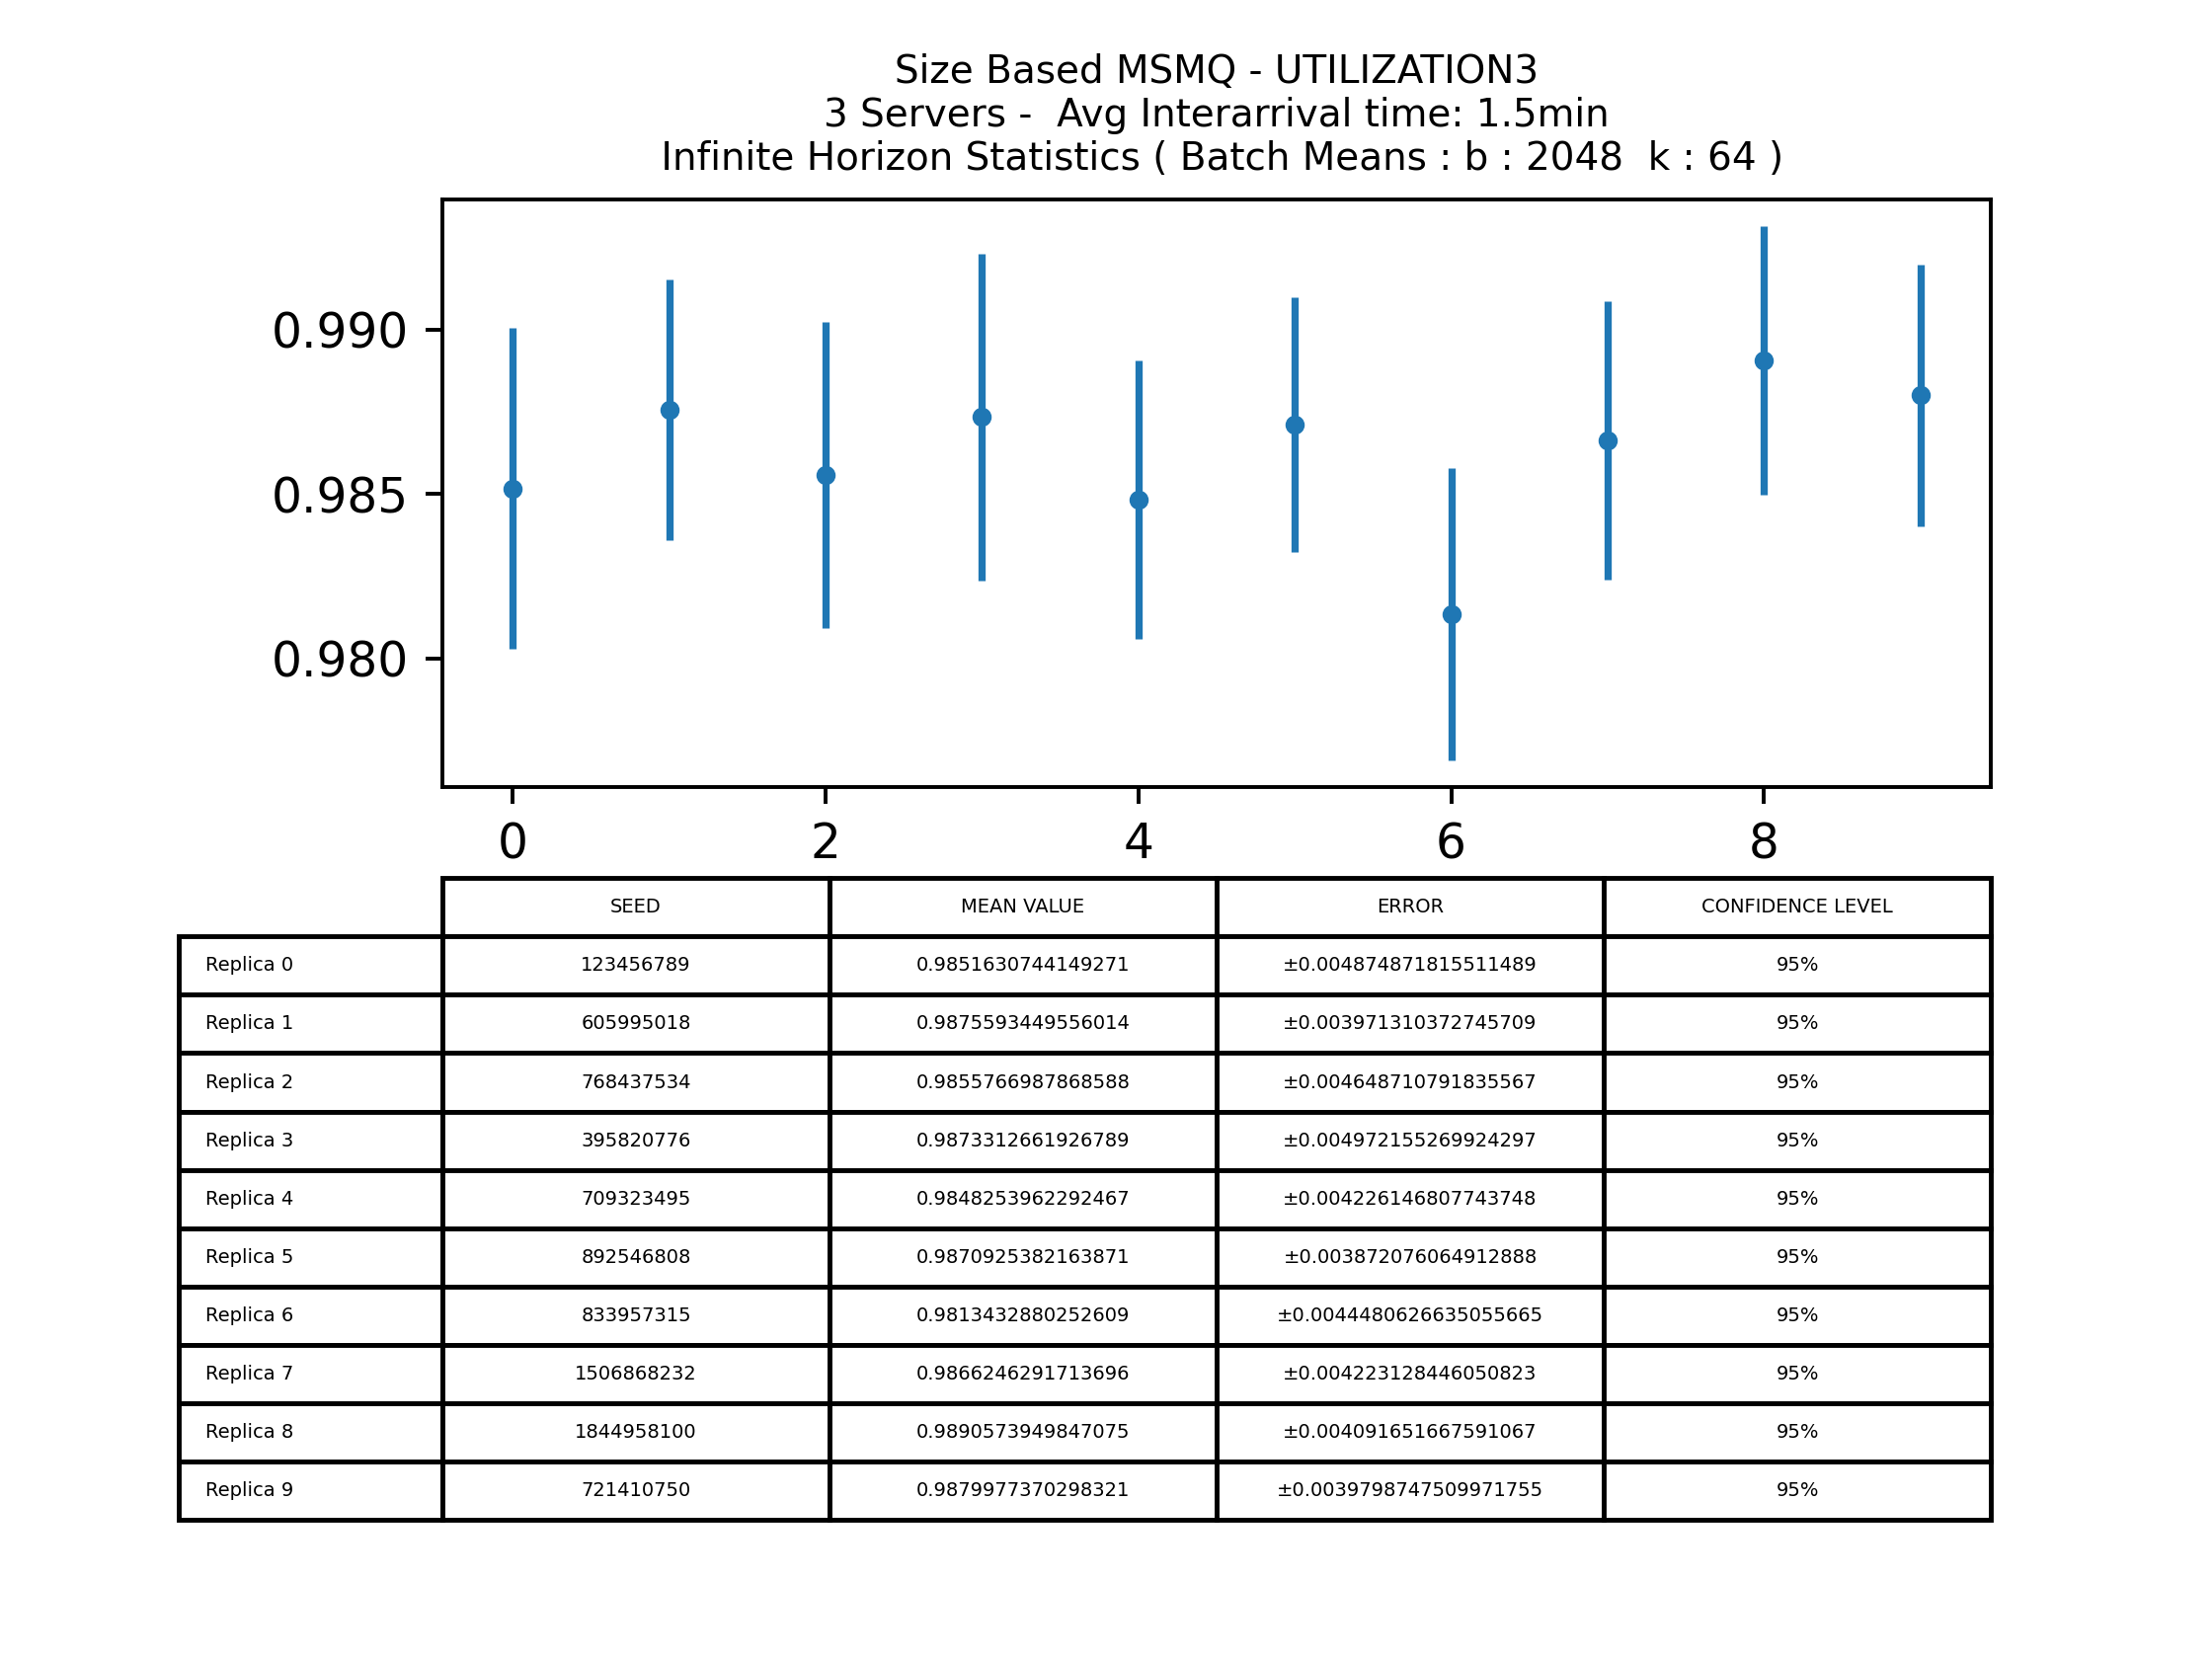 Size Based MSMQ - UTILIZATION3
3 Servers -  Avg Interarrival time: 1.5min
Infinite Horizon Statistics ( Batch Means : b : 2048  k : 64 )
0.990
0.985
0.980
0 2 4 6 8
SEED MEAN VALUE ERROR CONFIDENCE LEVEL
Replica 0 123456789 0.9851630744149271 ±0.004874871815511489 95%
Replica 1 605995018 0.9875593449556014 ±0.003971310372745709 95%
Replica 2 768437534 0.9855766987868588 ±0.004648710791835567 95%
Replica 3 395820776 0.9873312661926789 ±0.004972155269924297 95%
Replica 4 709323495 0.9848253962292467 ±0.004226146807743748 95%
Replica 5 892546808 0.9870925382163871 ±0.003872076064912888 95%
Replica 6 833957315 0.9813432880252609 ±0.0044480626635055665 95%
Replica 7 1506868232 0.9866246291713696 ±0.004223128446050823 95%
Replica 8 1844958100 0.9890573949847075 ±0.004091651667591067 95%
Replica 9 721410750 0.9879977370298321 ±0.0039798747509971755 95%